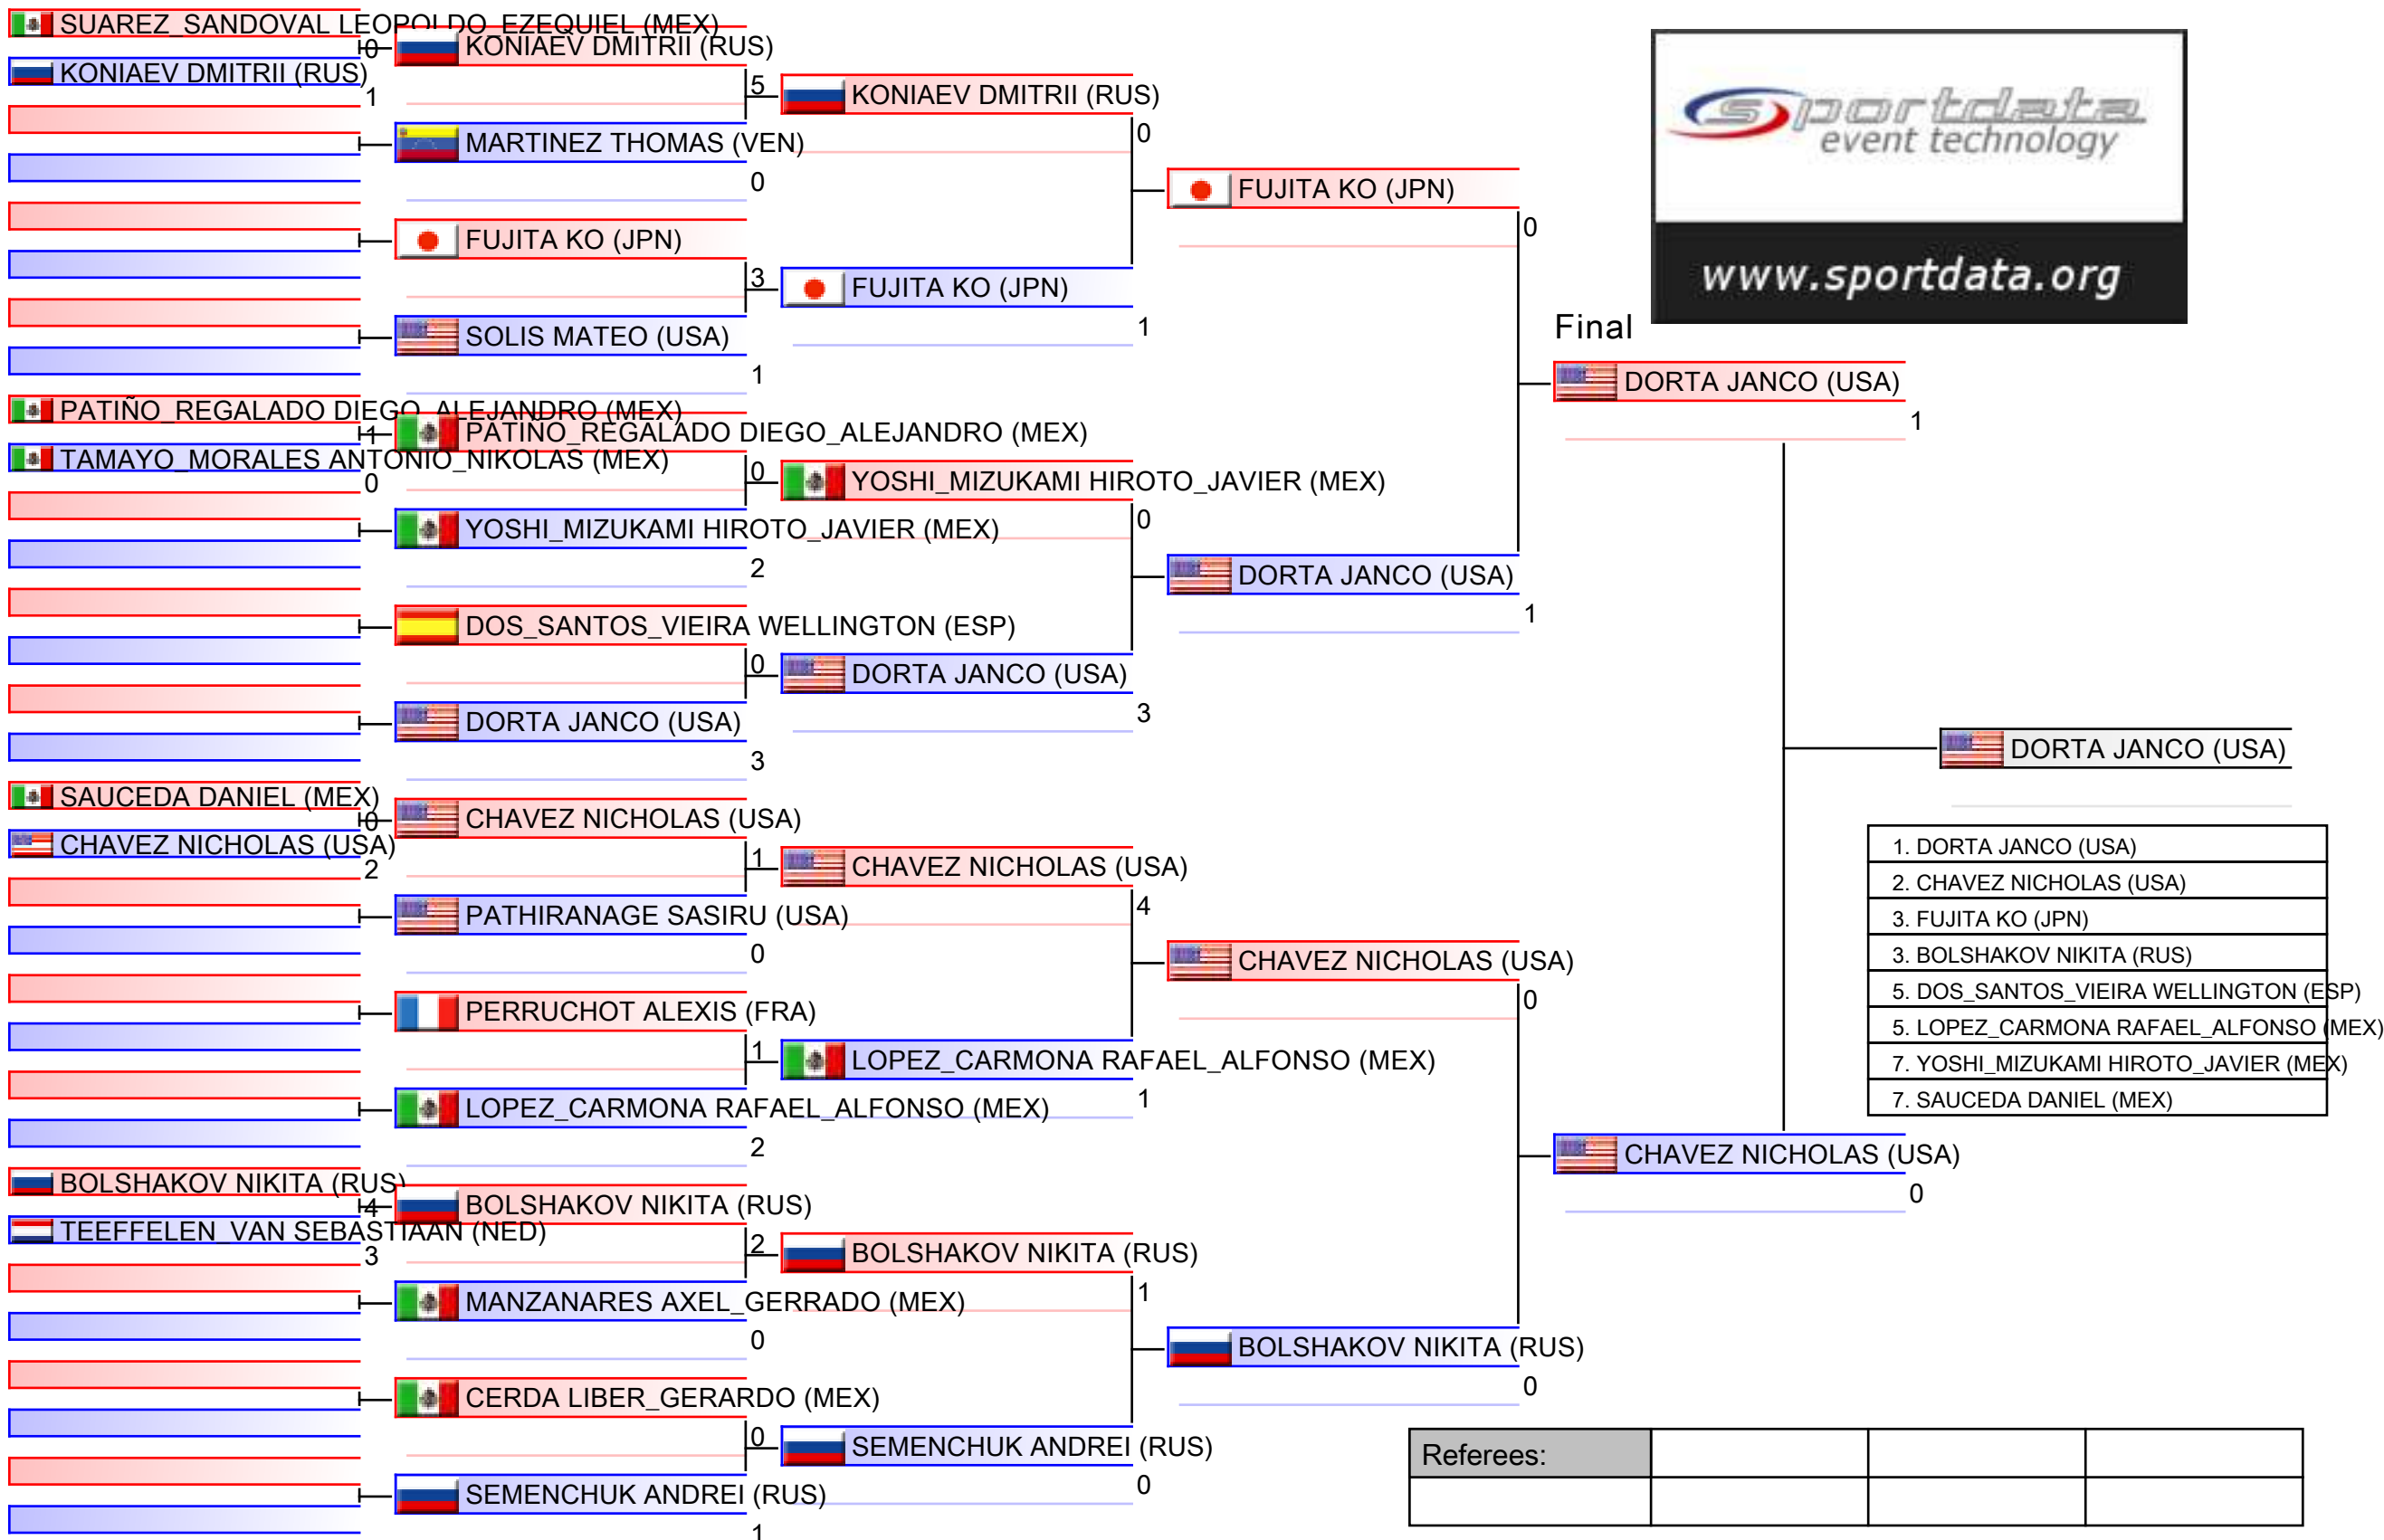 SUAREZ_SANDOVAL LEOPOLDO_EZEQUIEL (MEX)
0
KONIAEV DMITRII (RUS)
1
PATIÑO_REGALADO DIEGO_ALEJANDRO (MEX)
1
TAMAYO_MORALES ANTONIO_NIKOLAS (MEX)
0
SAUCEDA DANIEL (MEX)
0
CHAVEZ NICHOLAS (USA)
2
BOLSHAKOV NIKITA (RUS)
4
TEEFFELEN_VAN SEBASTIAAN (NED)
3
KONIAEV DMITRII (RUS)
5
MARTINEZ THOMAS (VEN)
0
FUJITA KO (JPN)
3
SOLIS MATEO (USA)
1
PATIÑO_REGALADO DIEGO_ALEJANDRO (MEX)
0
YOSHI_MIZUKAMI HIROTO_JAVIER (MEX)
2
DOS_SANTOS_VIEIRA WELLINGTON (ESP)
0
DORTA JANCO (USA)
3
CHAVEZ NICHOLAS (USA)
1
PATHIRANAGE SASIRU (USA)
0
PERRUCHOT ALEXIS (FRA)
1
LOPEZ_CARMONA RAFAEL_ALFONSO (MEX)
2
BOLSHAKOV NIKITA (RUS)
2
MANZANARES AXEL_GERRADO (MEX)
0
CERDA LIBER_GERARDO (MEX)
0
SEMENCHUK ANDREI (RUS)
1
KONIAEV DMITRII (RUS)
0
FUJITA KO (JPN)
1
YOSHI_MIZUKAMI HIROTO_JAVIER (MEX)
0
DORTA JANCO (USA)
3
CHAVEZ NICHOLAS (USA)
4
LOPEZ_CARMONA RAFAEL_ALFONSO (MEX)
1
BOLSHAKOV NIKITA (RUS)
1
SEMENCHUK ANDREI (RUS)
0
FUJITA KO (JPN)
0
DORTA JANCO (USA)
1
CHAVEZ NICHOLAS (USA)
0
BOLSHAKOV NIKITA (RUS)
0
sportdata
event technology
www.sportdata.org
Final
DORTA JANCO (USA)
1
CHAVEZ NICHOLAS (USA)
0
DORTA JANCO (USA)
1. DORTA JANCO (USA)
2. CHAVEZ NICHOLAS (USA)
3. FUJITA KO (JPN)
3. BOLSHAKOV NIKITA (RUS)
5. DOS_SANTOS_VIEIRA WELLINGTON (ESP)
5. LOPEZ_CARMONA RAFAEL_ALFONSO (MEX)
7. YOSHI_MIZUKAMI HIROTO_JAVIER (MEX)
7. SAUCEDA DANIEL (MEX)
Referees: